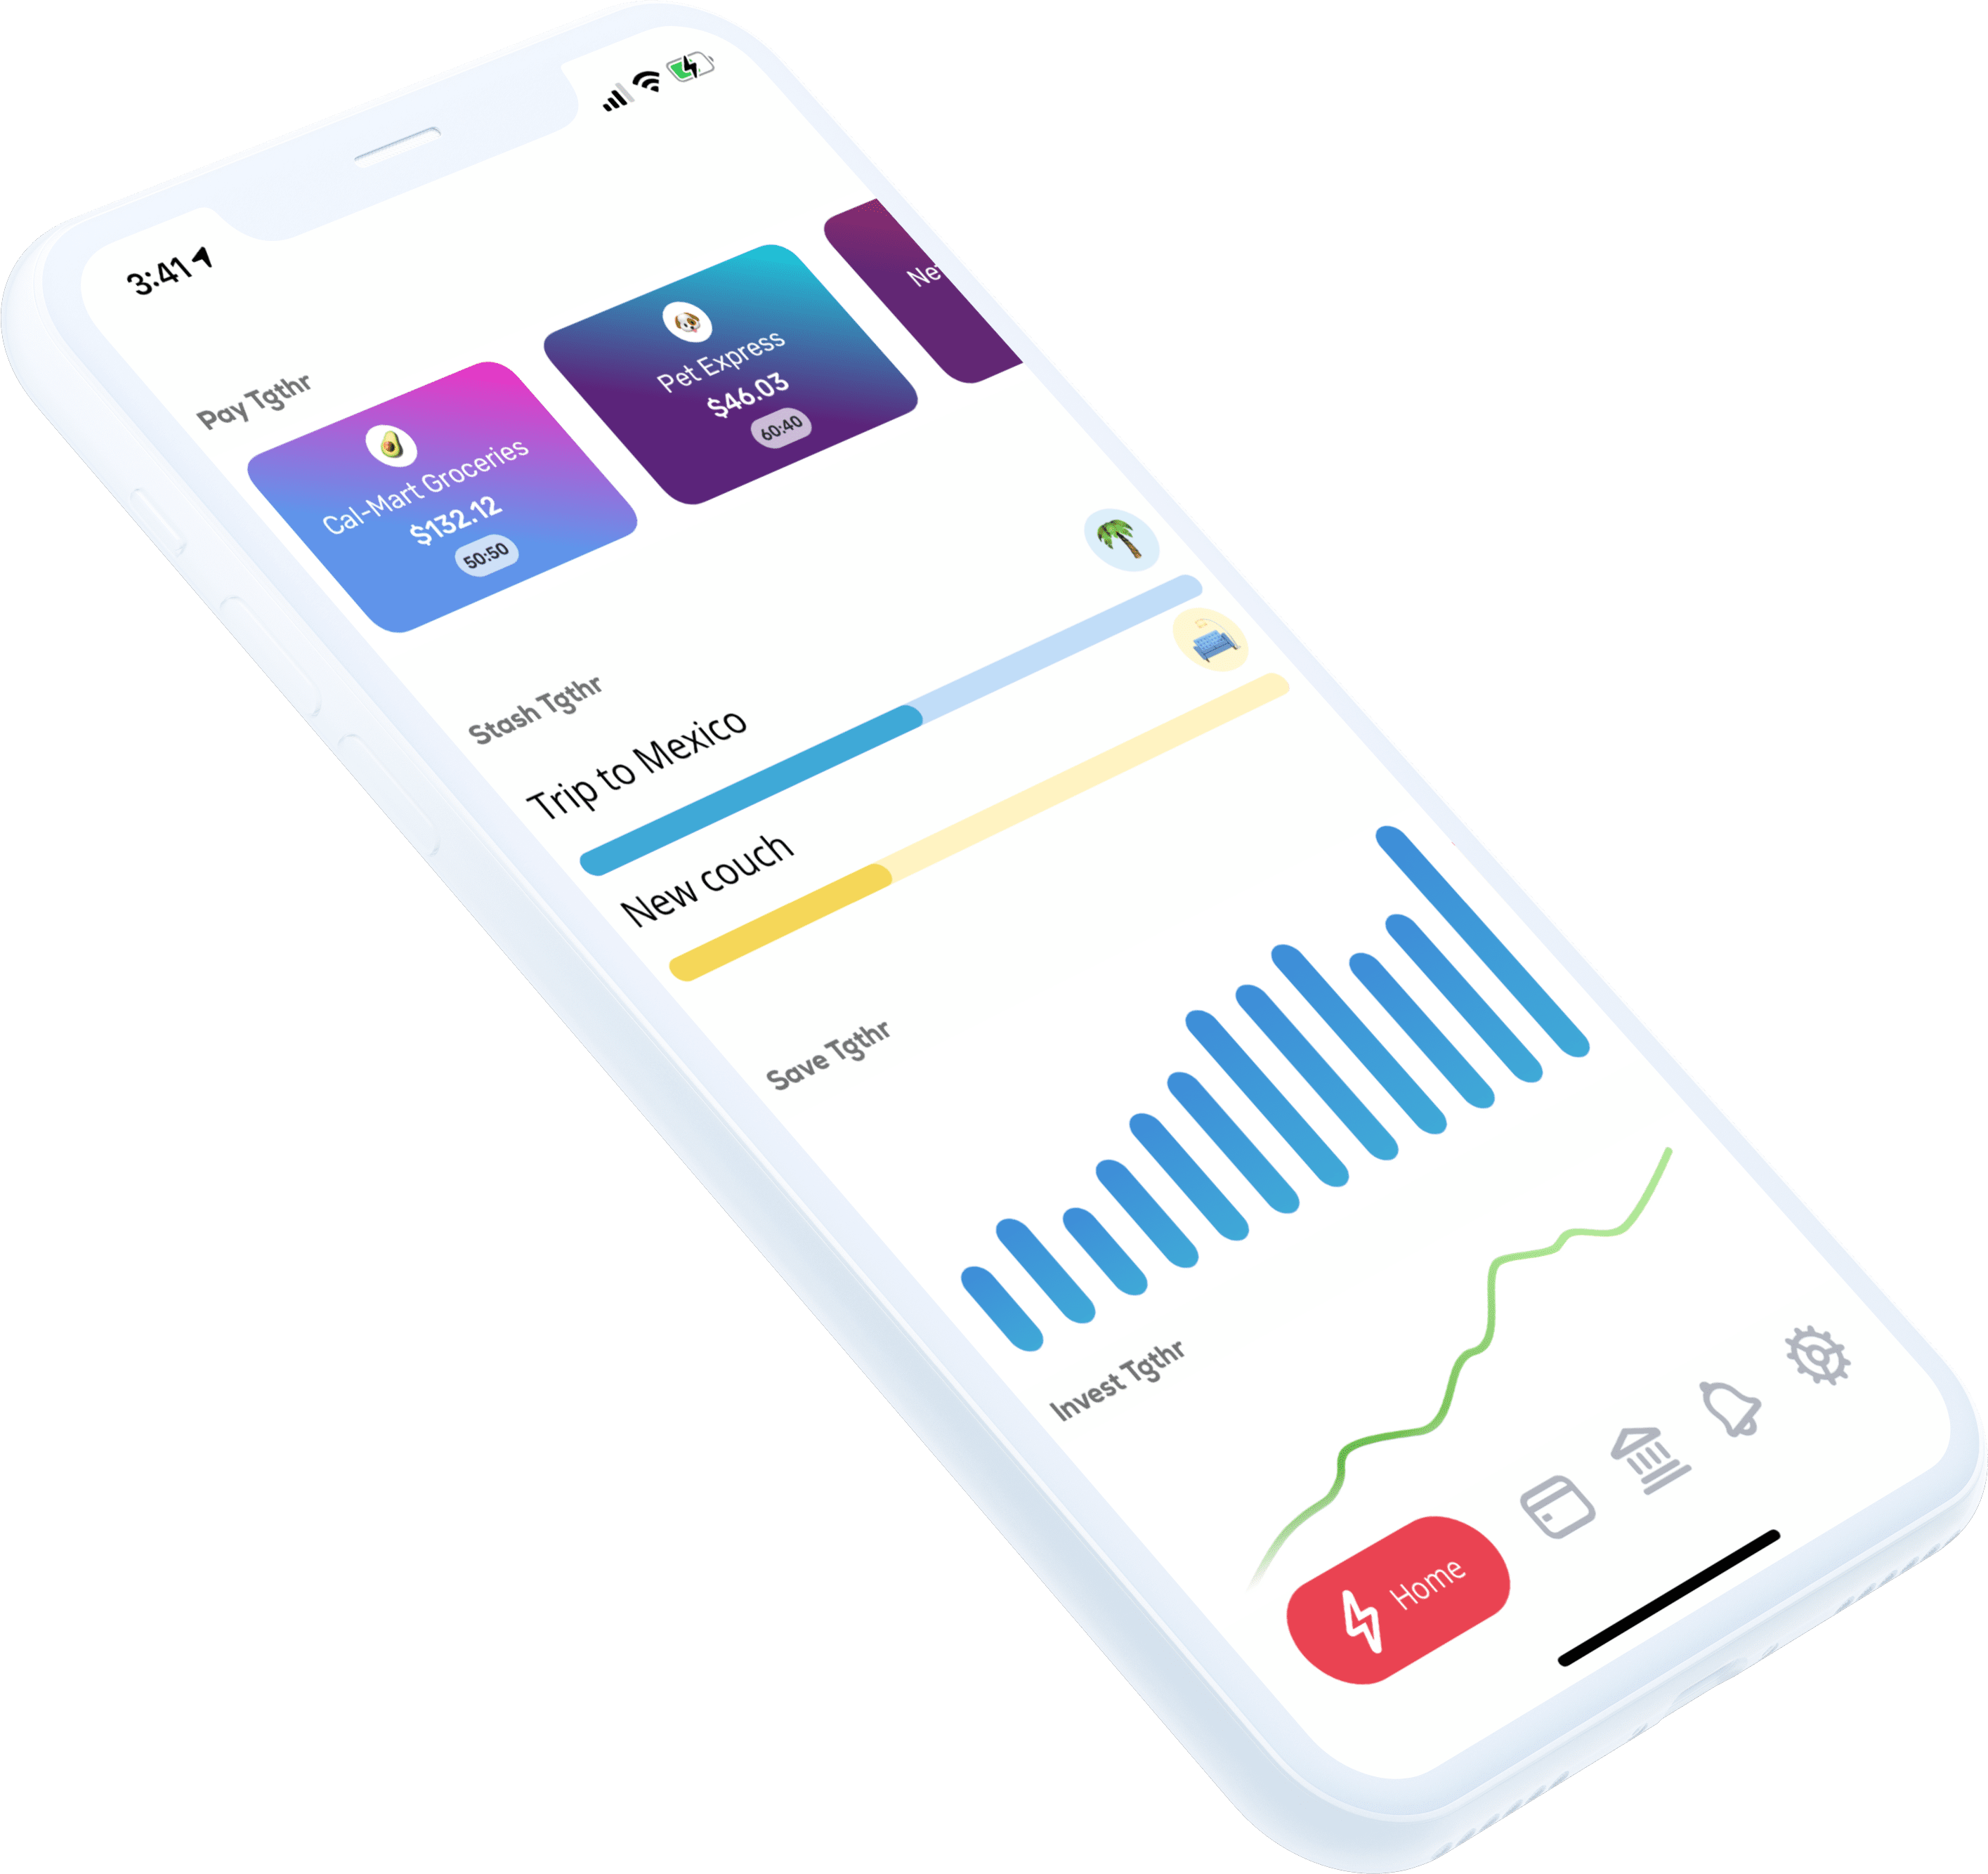 3:41
Pay Tgthr
Cal-Mart Groceries
$132.12
50:50
Pet Express
$46.03
60:40
Ne
Stash Tgthr
Trip to Mexico
New couch
Save Tgthr
Invest Tgthr
Home